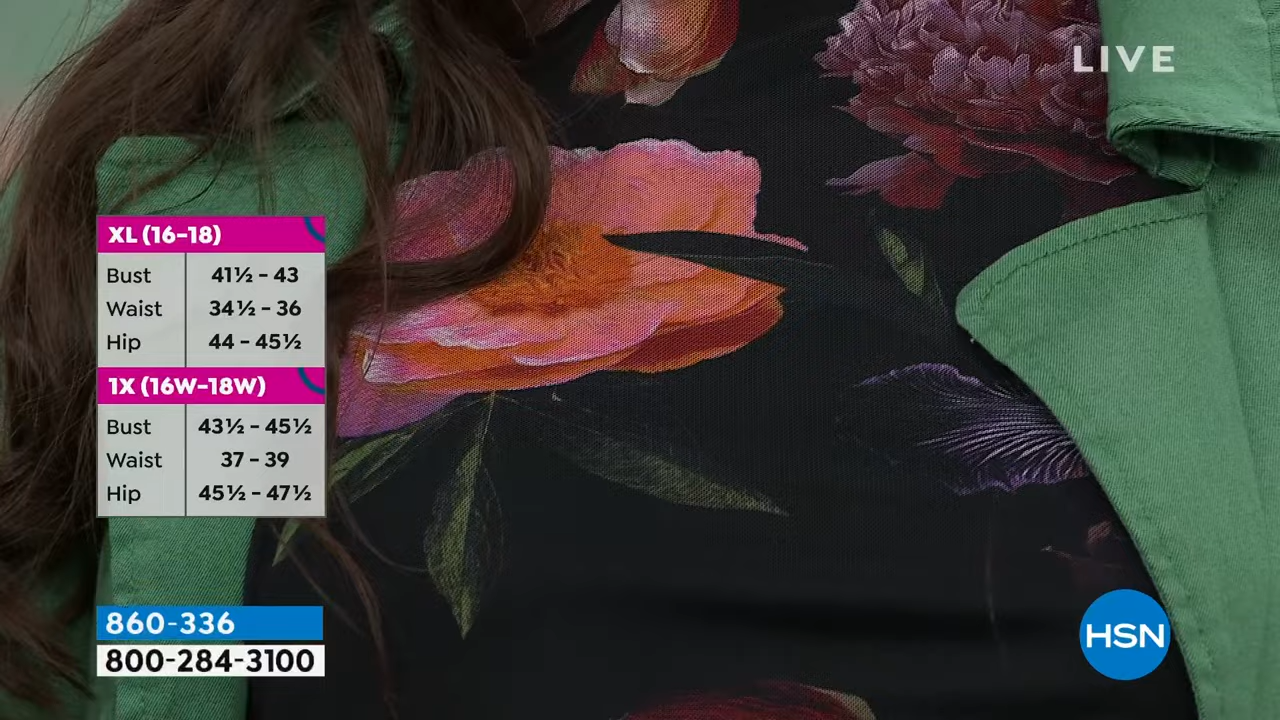 LIVE
XL (16-18)
Bust 41½ - 43
Waist 34½ - 36
Hip 44 - 45½
1X (16W-18W)
Bust 43½ - 45½
Waist 37 - 39
Hip 45½ - 47½
860-336
800-284-3100
HSN